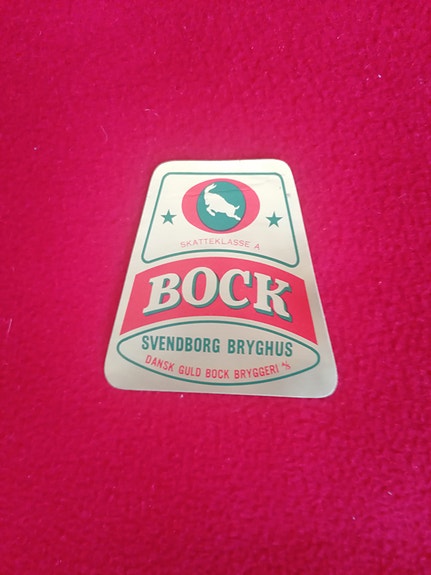 SKATTEKLASSE A
BOCK
SVENDBORG BRYGHUS
DANSK GULD BOCK BRYGGERI A/S